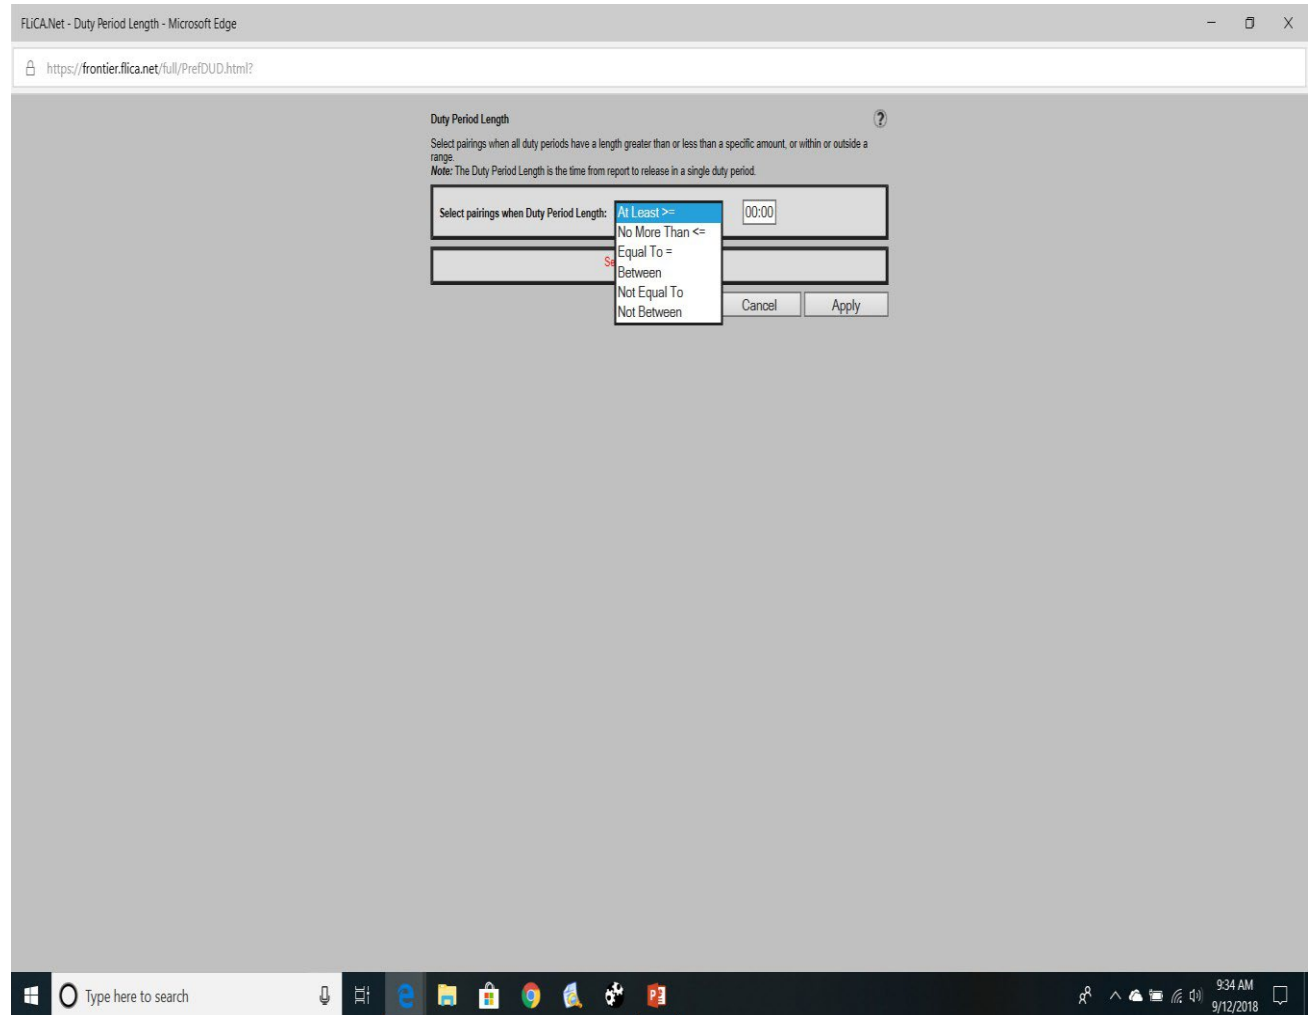 FLiCA.Net - Duty Period Length - Microsoft Edge
https://frontier.flica.net/full/PrefDUD.html?
Duty Period Length
Select pairings when all duty periods have a length greater than or less than a specific amount, or within or outside a
range.
Note: The Duty Period Length is the time from report to release in a single duty period.
Select pairings when Duty Period Length: At Least >= 00:00
No More Than <=
Equal To =
Between
Not Equal To
Not Between
Cancel Apply
Type here to search
9:34 AM
9/12/2018